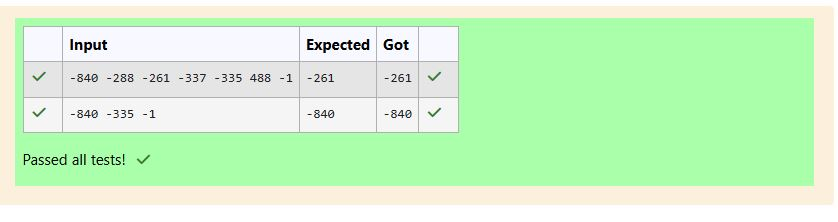 Input Expected Got
-840 -288 -261 -337 -335 488 -1 -261 -261
-840 -335 -1 -840 -840
Passed all tests!